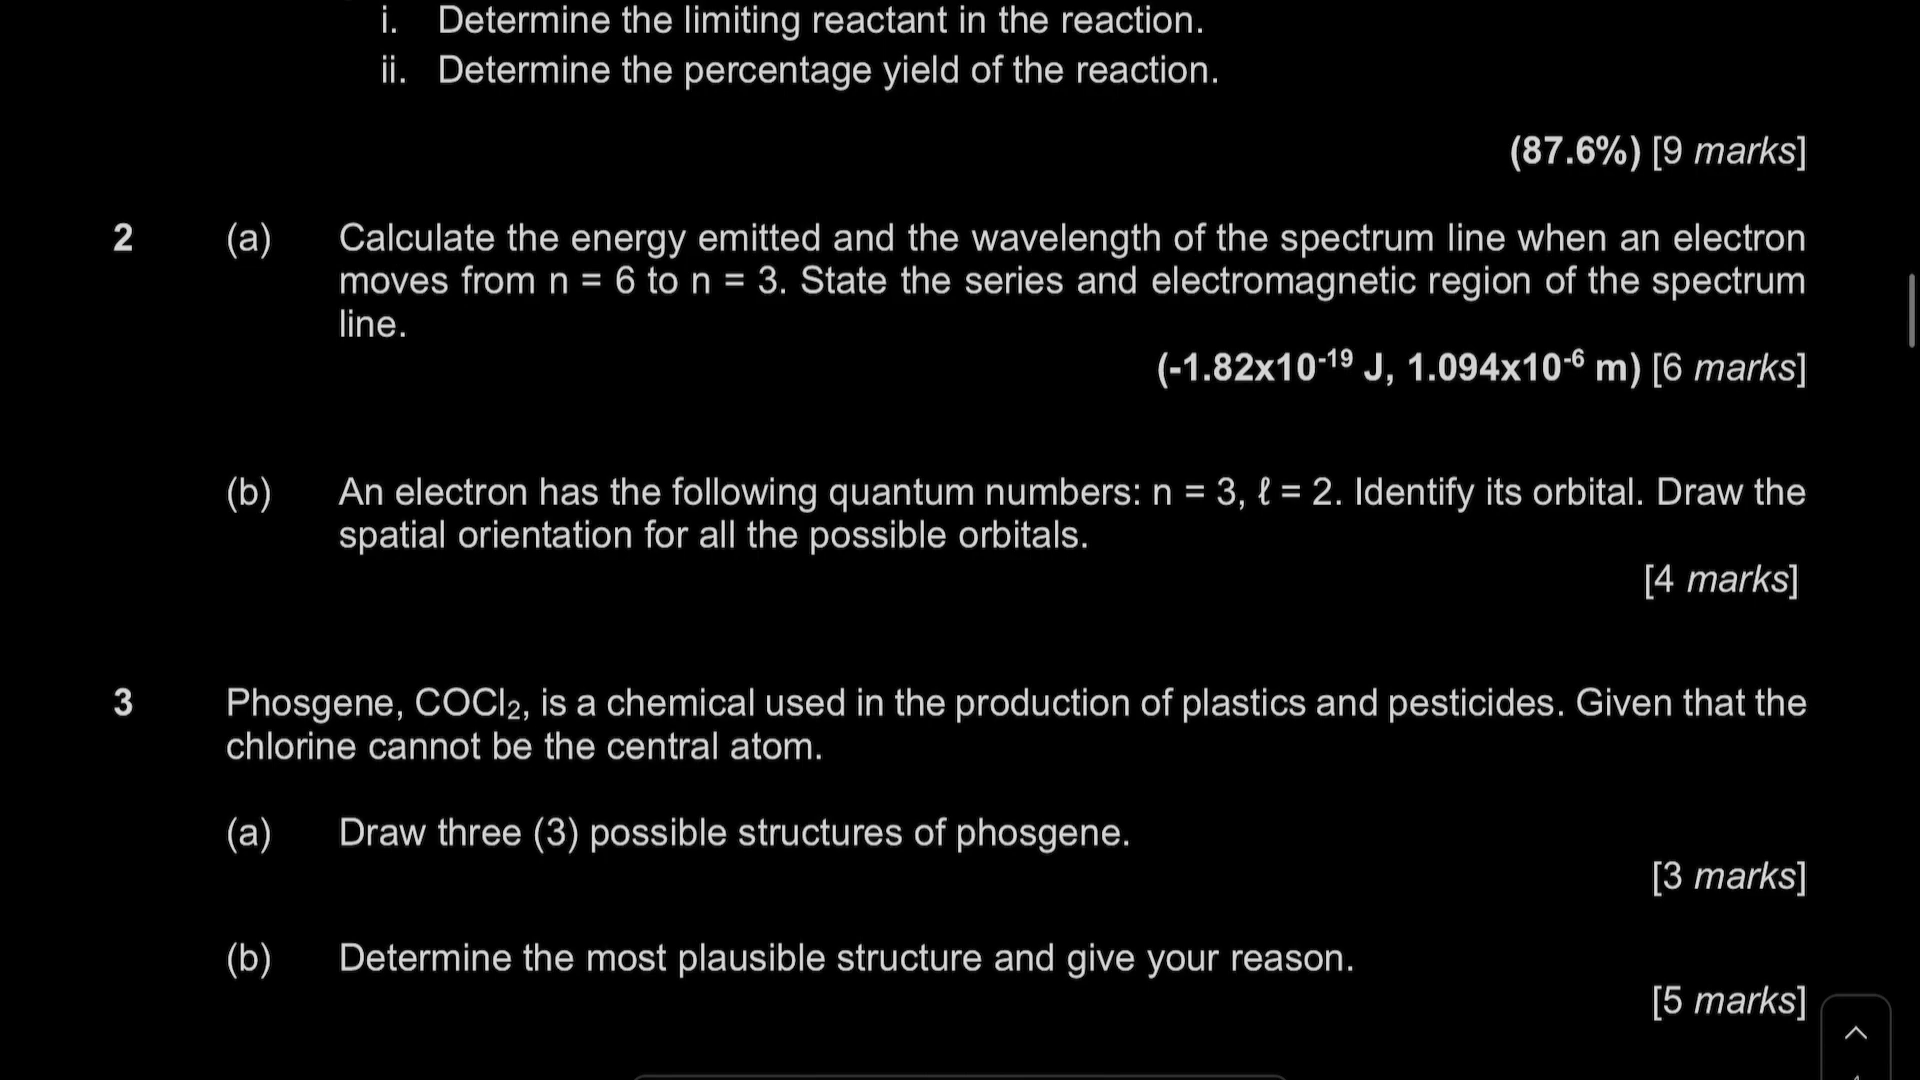 i. Determine the limiting reactant in the reaction.
ii. Determine the percentage yield of the reaction.
(87.6%) [9 marks]
2 (a) Calculate the energy emitted and the wavelength of the spectrum line when an electron
moves from n = 6 to n = 3. State the series and electromagnetic region of the spectrum
line.
(-1.82x10⁻¹⁹ J, 1.094x10⁻⁶ m) [6 marks]
(b) An electron has the following quantum numbers: n = 3, ℓ = 2. Identify its orbital. Draw the
spatial orientation for all the possible orbitals.
[4 marks]
3 Phosgene, COCl₂, is a chemical used in the production of plastics and pesticides. Given that the
chlorine cannot be the central atom.
(a) Draw three (3) possible structures of phosgene.
[3 marks]
(b) Determine the most plausible structure and give your reason.
[5 marks]